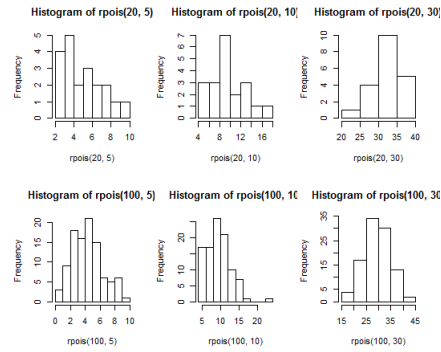 Histogram of rpois(20, 5)
Histogram of rpois(20, 10)
Histogram of rpois(20, 30)
Frequency
0 1 2 3 4 5
2 4 6 8 10
rpois(20, 5)
Frequency
0 1 2 3 4 5 6 7
4 8 12 16
rpois(20, 10)
Frequency
0 2 4 6 8 10
20 25 30 35 40
rpois(20, 30)
Histogram of rpois(100, 5)
Histogram of rpois(100, 10
Histogram of rpois(100, 30
Frequency
0 5 10 15 20
0 2 4 6 8 10
rpois(100, 5)
Frequency
0 5 10 15 20 25
5 10 15 20
rpois(100, 10)
Frequency
0 5 15 25 35
15 25 35 45
rpois(100, 30)